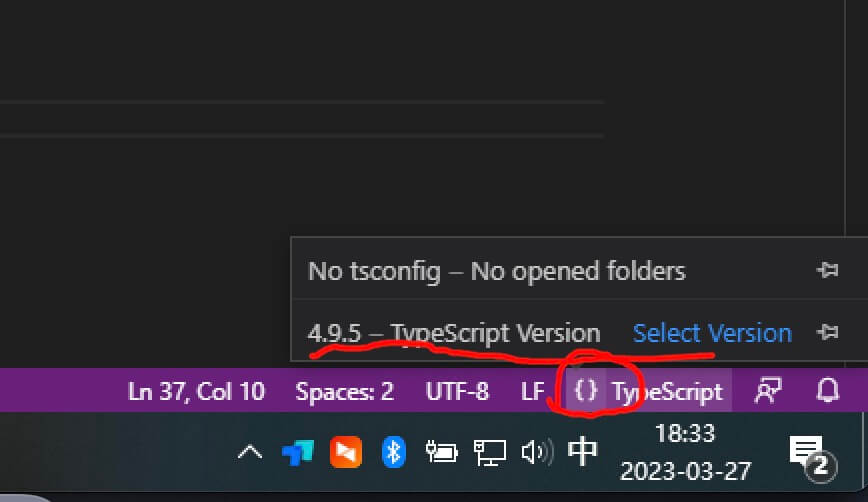 No tsconfig – No opened folders
4.9.5 – TypeScript Version Select Version
Ln 37, Col 10 Spaces: 2 UTF-8 LF {} TypeScript
中 18:33
2023-03-27 2